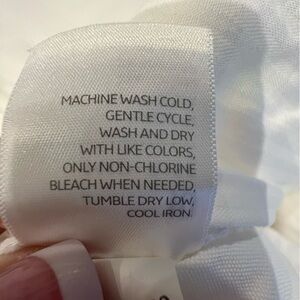 MACHINE WASH COLD,
GENTLE CYCLE,
WASH AND DRY
WITH LIKE COLORS,
ONLY NON-CHLORINE
BLEACH WHEN NEEDED,
TUMBLE DRY LOW,
COOL IRON.